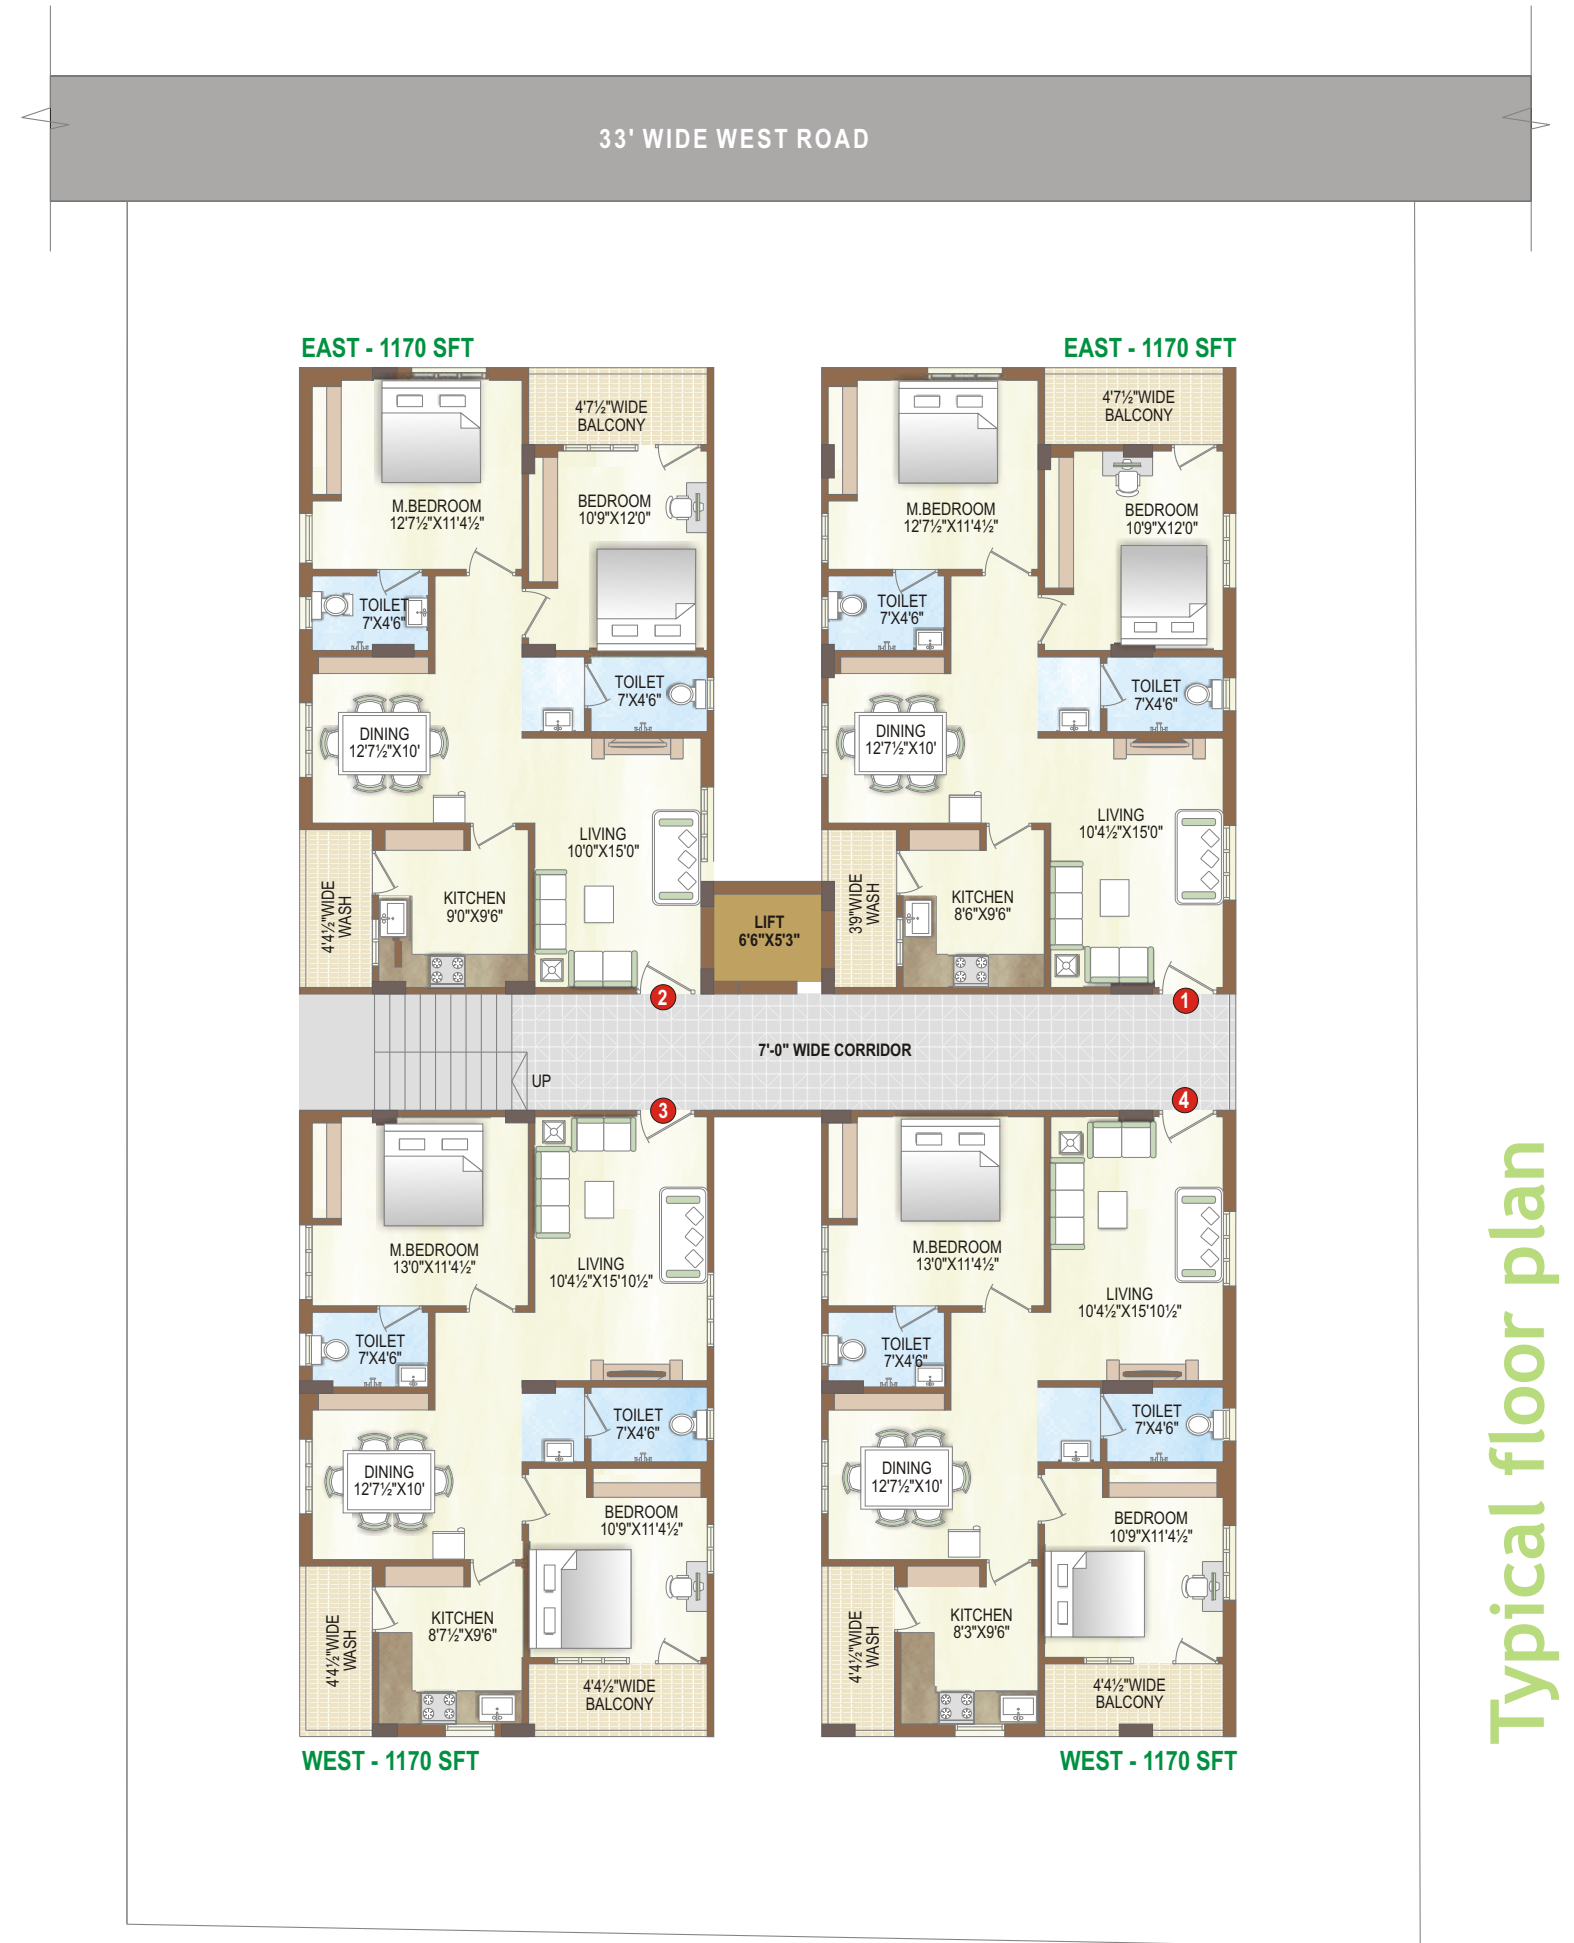 33' WIDE WEST ROAD
EAST - 1170 SFT
4'7½"WIDE
BALCONY
M.BEDROOM
12'7½"X11'4½"
BEDROOM
10'9"X12'0"
TOILET
7'X4'6"
TOILET
7'X4'6"
DINING
12'7½"X10'
LIVING
10'0"X15'0"
KITCHEN
9'0"X9'6"
4'4½"WIDE
WASH
2
LIFT
6'6"X5'3"
EAST - 1170 SFT
4'7½"WIDE
BALCONY
M.BEDROOM
12'7½"X11'4½"
BEDROOM
10'9"X12'0"
TOILET
7'X4'6"
TOILET
7'X4'6"
DINING
12'7½"X10'
LIVING
10'4½"X15'0"
KITCHEN
8'6"X9'6"
3'9"WIDE
WASH
1
7'-0" WIDE CORRIDOR
UP
3
M.BEDROOM
13'0"X11'4½"
LIVING
10'4½"X15'10½"
TOILET
7'X4'6"
TOILET
7'X4'6"
DINING
12'7½"X10'
BEDROOM
10'9"X11'4½"
KITCHEN
8'7½"X9'6"
4'4½"WIDE
WASH
4'4½"WIDE
BALCONY
WEST - 1170 SFT
4
M.BEDROOM
13'0"X11'4½"
LIVING
10'4½"X15'10½"
TOILET
7'X4'6"
TOILET
7'X4'6"
DINING
12'7½"X10'
BEDROOM
10'9"X11'4½"
KITCHEN
8'3"X9'6"
4'4½"WIDE
WASH
4'4½"WIDE
BALCONY
WEST - 1170 SFT
Typical floor plan